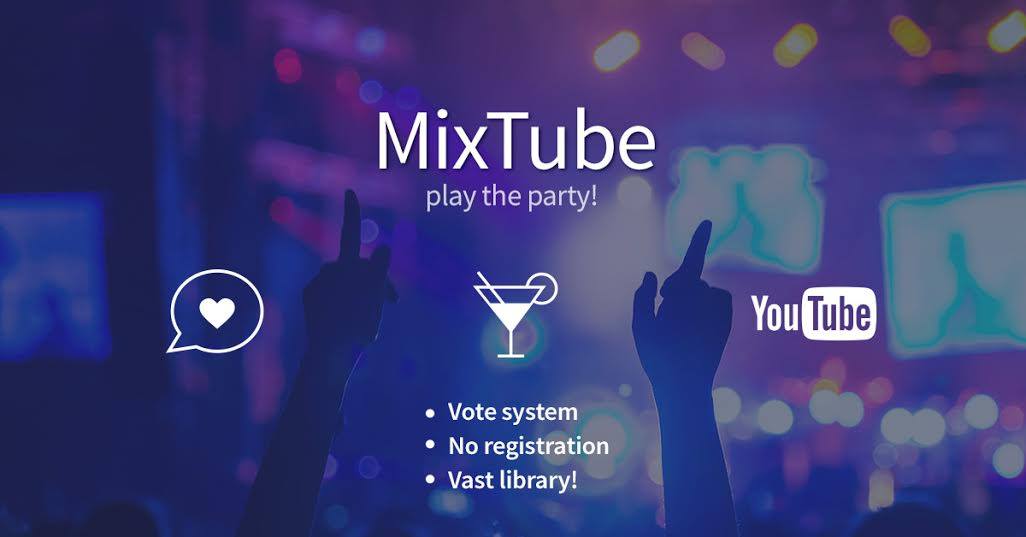 MixTube
play the party!
YouTube
• Vote system
• No registration
• Vast library!